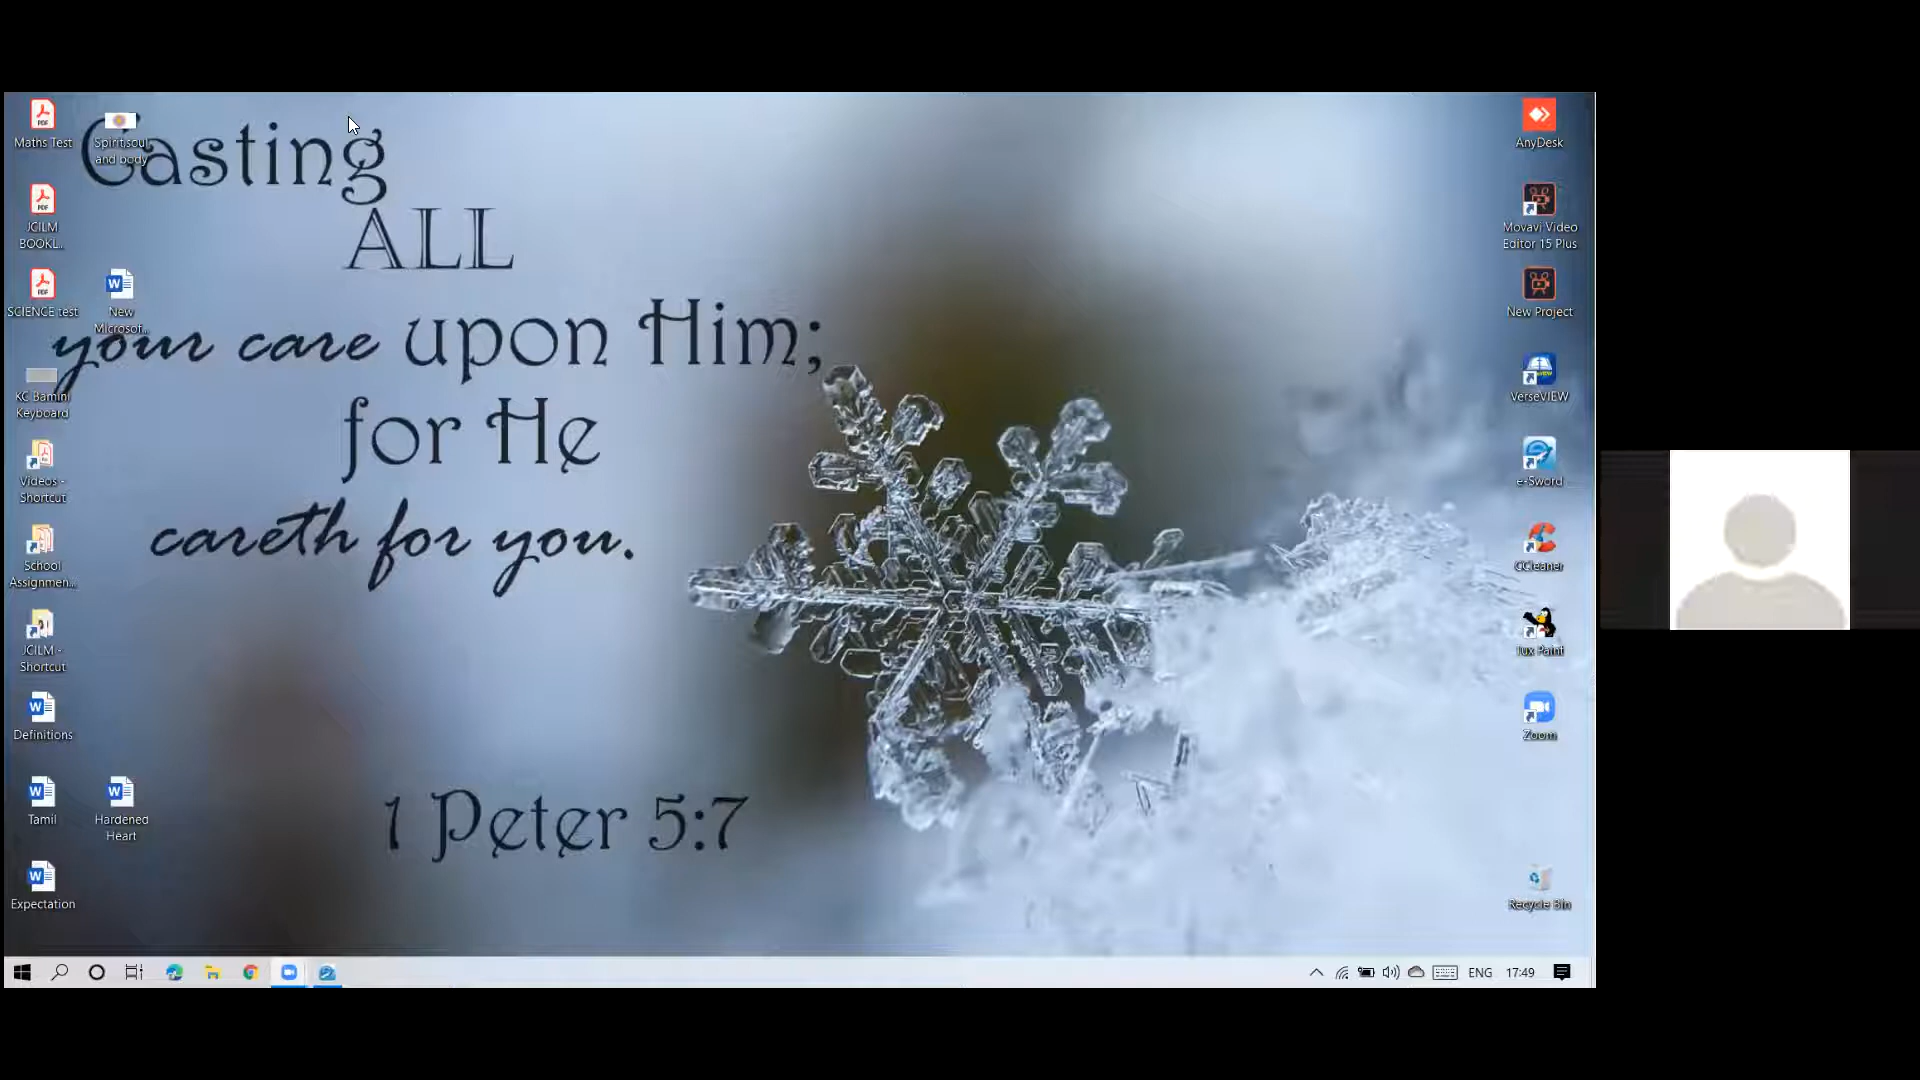 Casting
ALL
your care upon Him;
for He
careth for you.
1 Peter 5:7
Maths Test
Spirit,soul
and body
JCILM
BOOKL...
SCIENCE test
New
Microsof...
KC Bamini
Keyboard
Videos -
Shortcut
School
Assignmen...
JCILM -
Shortcut
Definitions
Tamil
Hardened
Heart
Expectation
AnyDesk
Movavi Video
Editor 15 Plus
New Project
VerseVIEW
e-Sword
CCleaner
Tux Paint
Zoom
Recycle Bin
ENG
17:49